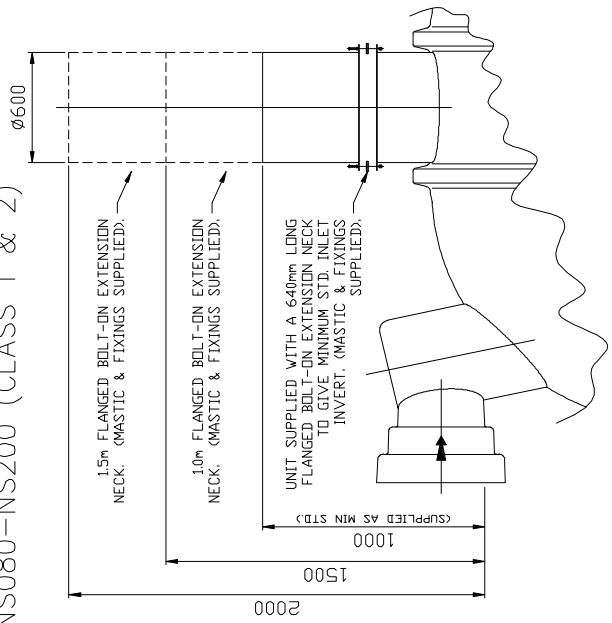 NS080-NS200 (CLASS 1 & 2)
Ø600
1.5m FLANGED BOLT-ON EXTENSION
NECK. (MASTIC & FIXINGS SUPPLIED).
1.0m FLANGED BOLT-ON EXTENSION
NECK. (MASTIC & FIXINGS SUPPLIED).
UNIT SUPPLIED WITH A 640mm LONG
FLANGED BOLT-ON EXTENSION NECK
TO GIVE MINIMUM STD. INLET
INVERT. (MASTIC & FIXINGS
SUPPLIED).
(SUPPLIED AS MIN STD.)
1000
1500
2000